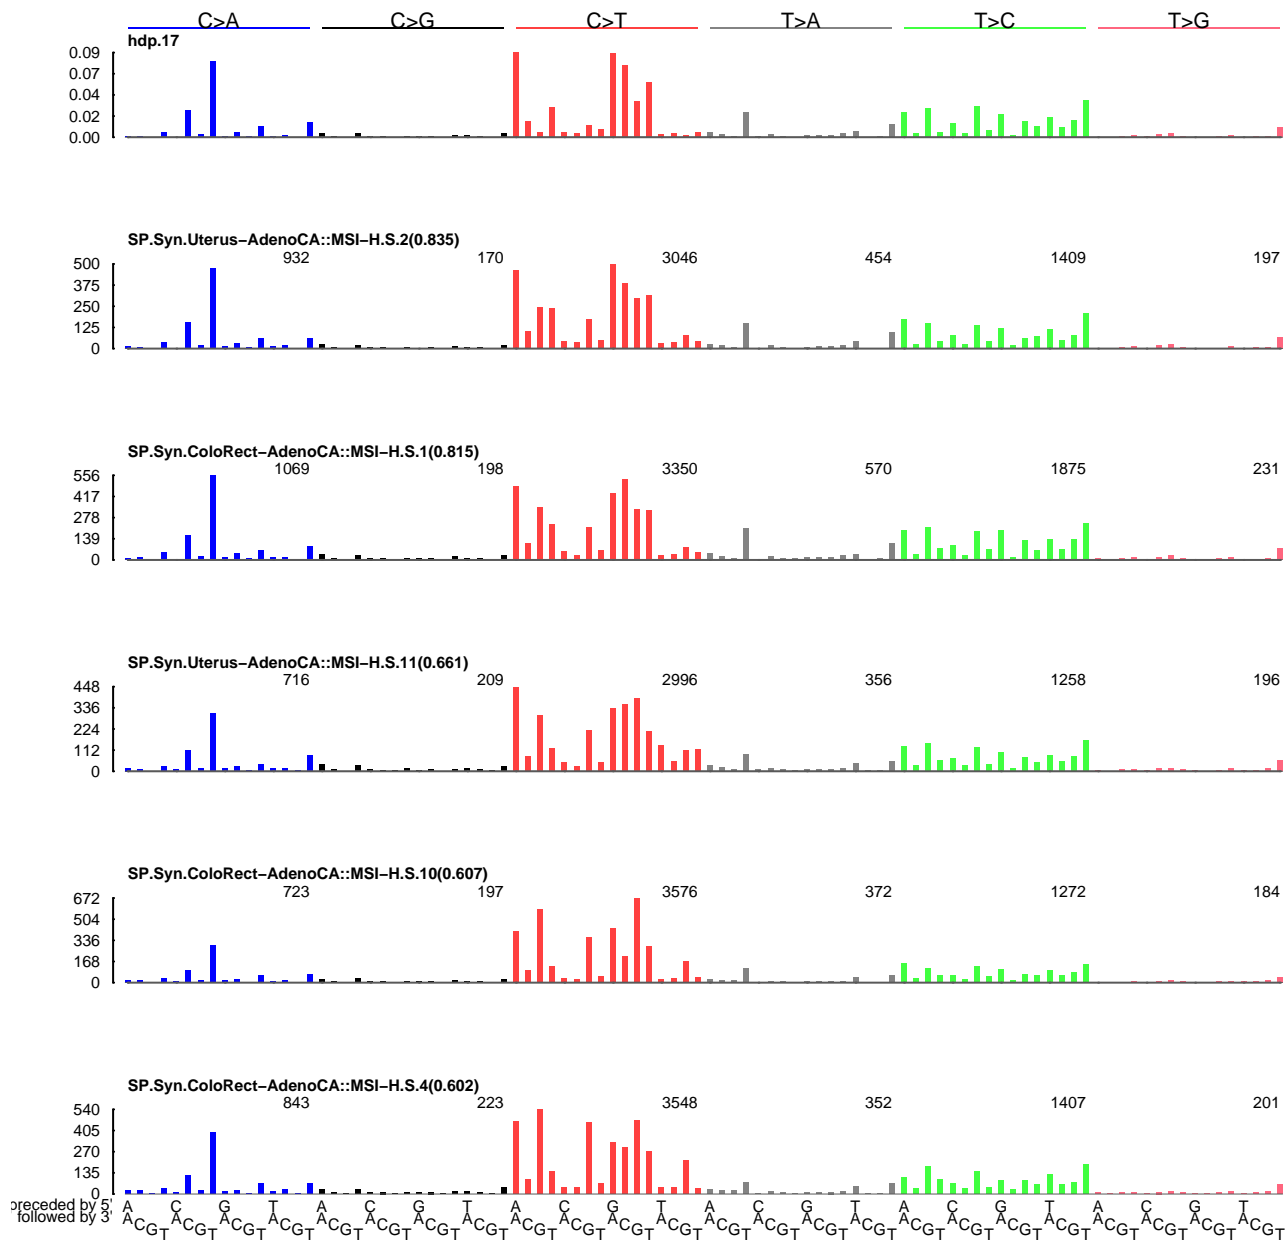 C>A C>G C>T T>A T>C T>G
hdp.17
0.09
0.07
0.04
0.02
0.00
SP.Syn.Uterus−AdenoCA::MSI−H.S.2(0.835)
932 170 3046 454 1409 197
500
375
250
125
0
SP.Syn.ColoRect−AdenoCA::MSI−H.S.1(0.815)
1069 198 3350 570 1875 231
556
417
278
139
0
SP.Syn.Uterus−AdenoCA::MSI−H.S.11(0.661)
716 209 2996 356 1258 196
448
336
224
112
0
SP.Syn.ColoRect−AdenoCA::MSI−H.S.10(0.607)
723 197 3576 372 1272 184
672
504
336
168
0
SP.Syn.ColoRect−AdenoCA::MSI−H.S.4(0.602)
843 223 3548 352 1407 201
540
405
270
135
0
preceded by 5' A C G T A C G T A C G T A C G T A C G T A C G T
followed by 3' A C G T A C G T A C G T A C G T A C G T A C G T A C G T A C G T A C G T A C G T A C G T A C G T A C G T A C G T A C G T A C G T A C G T A C G T A C G T A C G T A C G T A C G T A C G T A C G T